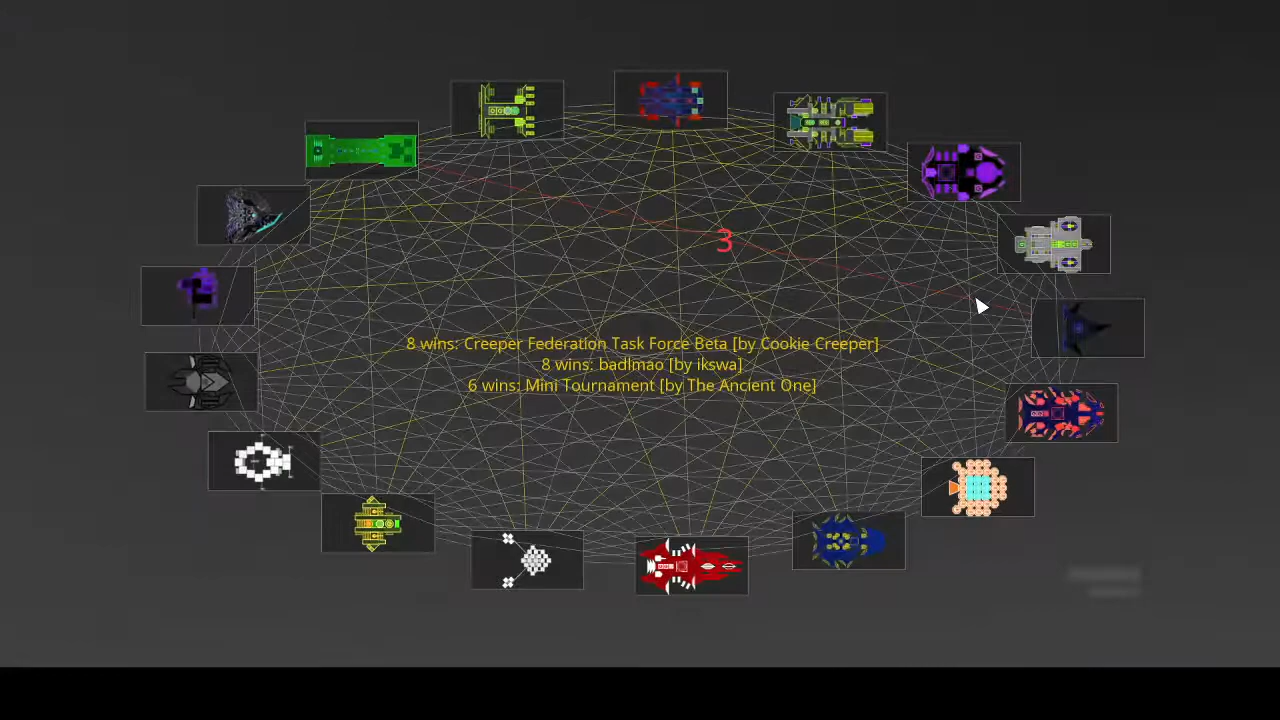 3
8 wins: Creeper Federation Task Force Beta [by Cookie Creeper]
8 wins: badlmao [by ikswa]
6 wins: Mini Tournament [by The Ancient One]